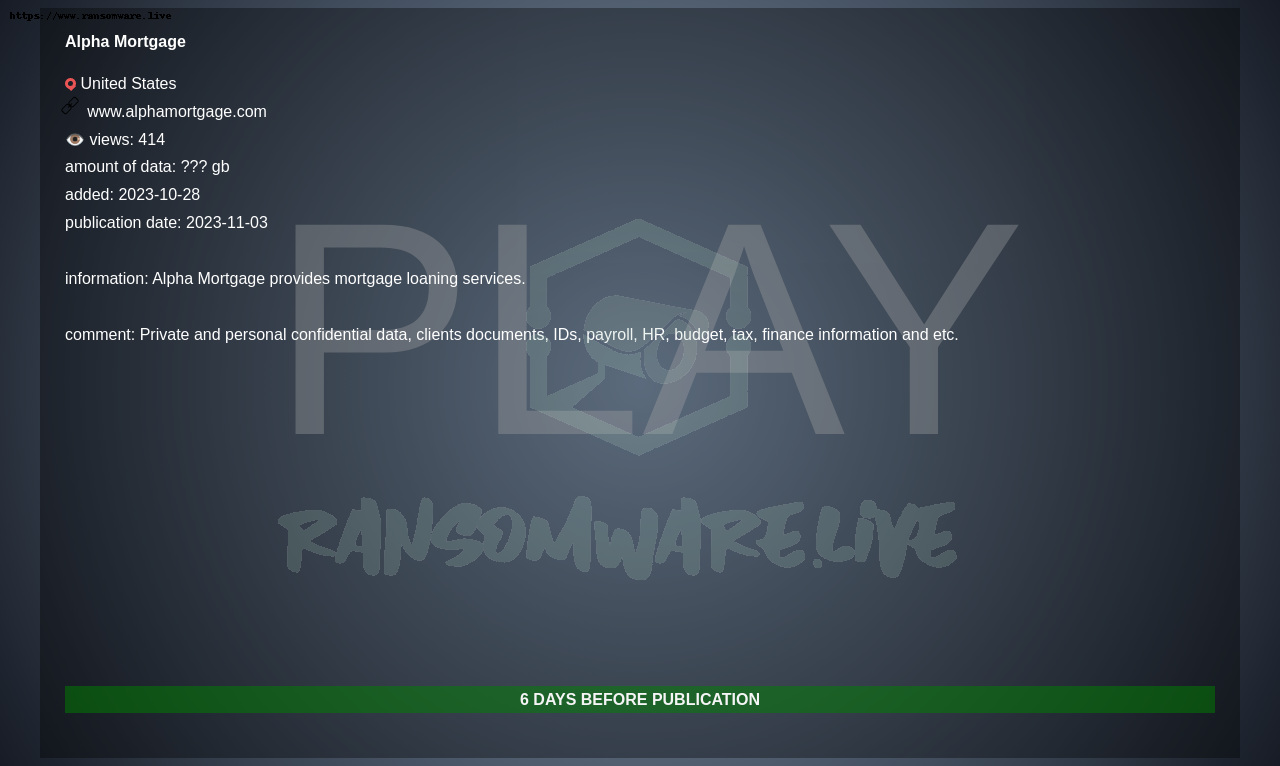 https://www.ransomware.live
Alpha Mortgage
United States
www.alphamortgage.com
views: 414
amount of data: ??? gb
added: 2023-10-28
publication date: 2023-11-03
PLAY
information: Alpha Mortgage provides mortgage loaning services.
comment: Private and personal confidential data, clients documents, IDs, payroll, HR, budget, tax, finance information and etc.
RANSOMWARE.LIVE
6 DAYS BEFORE PUBLICATION